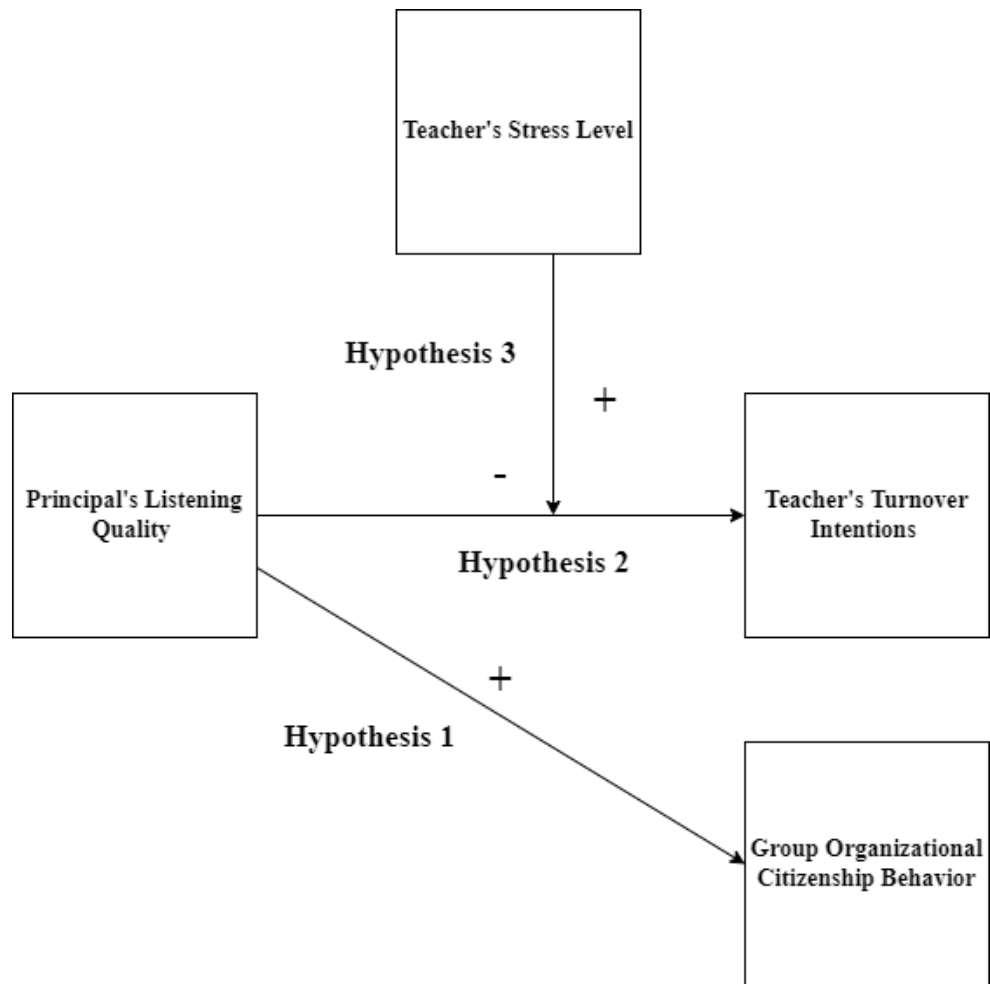 Teacher's Stress Level
Hypothesis 3
+
-
Principal's Listening
Quality
Teacher's Turnover
Intentions
Hypothesis 2
+
Hypothesis 1
Group Organizational
Citizenship Behavior